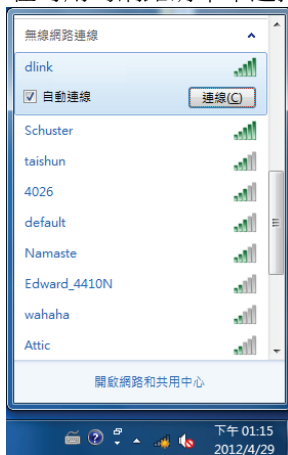 無線網路連線
dlink
自動連線
連線(C)
Schuster
taishun
4026
default
Namaste
Edward_4410N
wahaha
Attic
開啟網路和共用中心
下午 01:15
2012/4/29